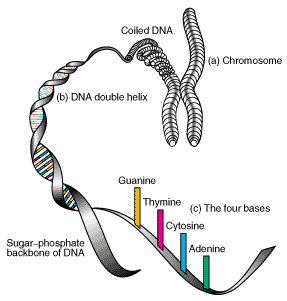 Coiled DNA
(a) Chromosome
(b) DNA double helix
Guanine
Thymine
(c) The four bases
Cytosine
Adenine
Sugar–phosphate
backbone of DNA